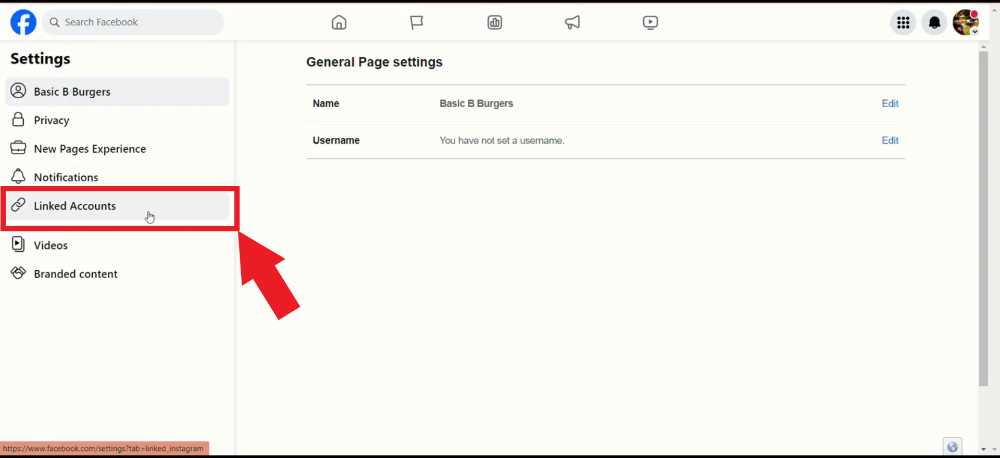 Search Facebook
Settings
Basic B Burgers
Privacy
New Pages Experience
Notifications
Linked Accounts
Videos
Branded content
General Page settings
Name Basic B Burgers Edit
Username You have not set a username. Edit
https://www.facebook.com/settings?tab=linked_instagram